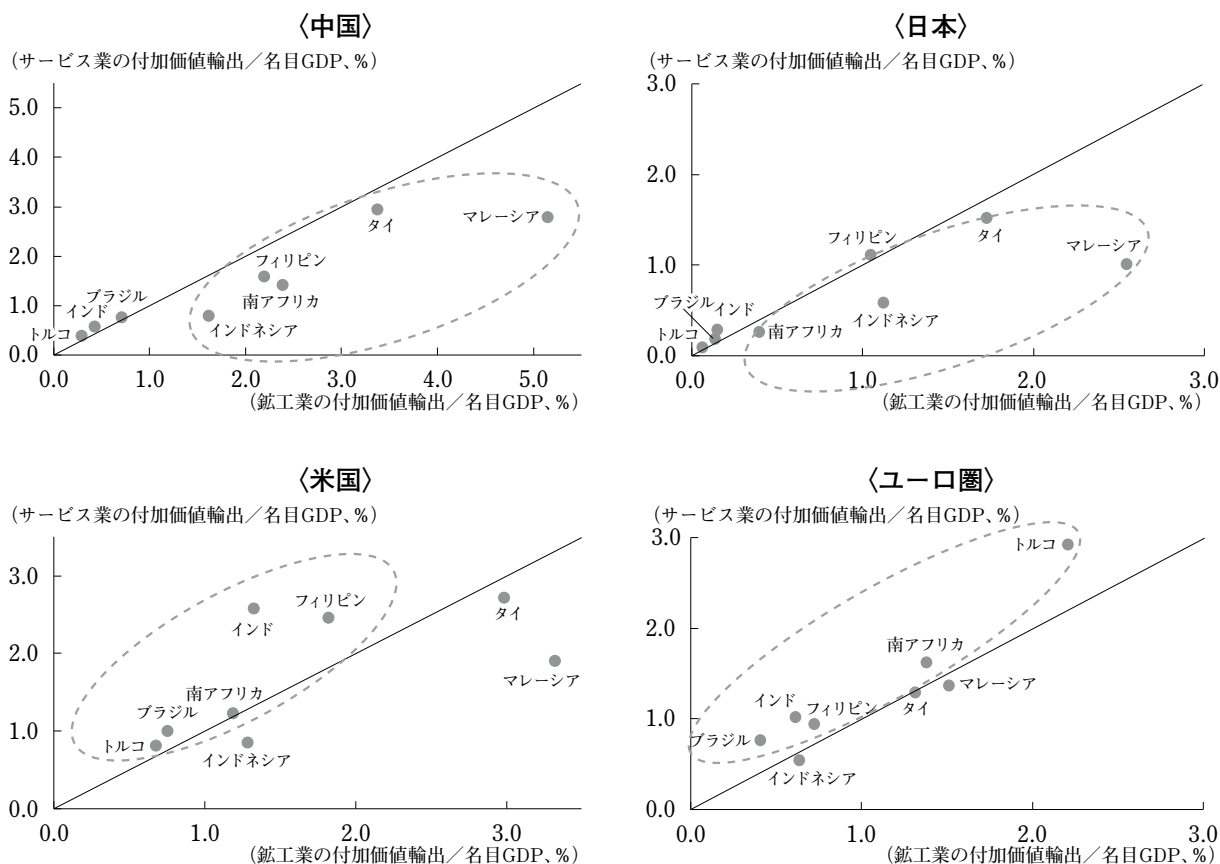 〈中国〉
（サービス業の付加価値輸出／名目GDP、%）
5.0
4.0
3.0
2.0
1.0
0.0
タイ
マレーシア
フィリピン
南アフリカ
インドネシア
ブラジル
インド
トルコ
0.0 1.0 2.0 3.0 4.0 5.0
（鉱工業の付加価値輸出／名目GDP、%）
〈日本〉
（サービス業の付加価値輸出／名目GDP、%）
3.0
2.0
1.0
0.0
フィリピン
タイ
マレーシア
ブラジル
インド
インドネシア
トルコ
南アフリカ
0.0 1.0 2.0 3.0
（鉱工業の付加価値輸出／名目GDP、%）
〈米国〉
（サービス業の付加価値輸出／名目GDP、%）
3.0
2.0
1.0
0.0
フィリピン
インド
タイ
マレーシア
南アフリカ
ブラジル
トルコ
インドネシア
0.0 1.0 2.0 3.0
（鉱工業の付加価値輸出／名目GDP、%）
〈ユーロ圏〉
（サービス業の付加価値輸出／名目GDP、%）
3.0
2.0
1.0
0.0
トルコ
南アフリカ
マレーシア
インド
フィリピン
タイ
ブラジル
インドネシア
0.0 1.0 2.0 3.0
（鉱工業の付加価値輸出／名目GDP、%）